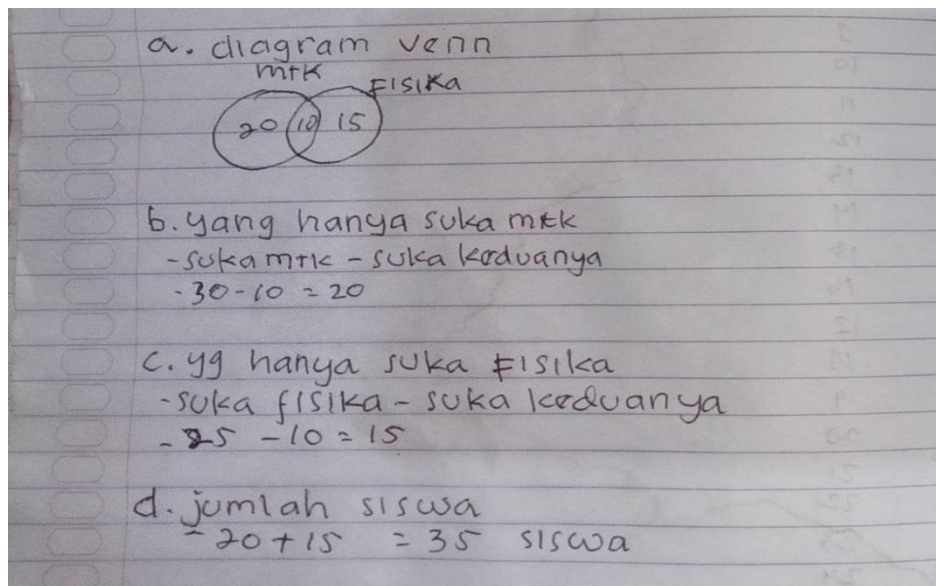 a. diagram venn
mtk
Fisika
20 10 15
b. yang hanya suka mtk
- suka mtk - suka keduanya
- 30 - 10 = 20
c. yg hanya suka Fisika
- suka fisika - suka keduanya
- 25 - 10 = 15
d. jumlah siswa
- 20 + 15 = 35 siswa